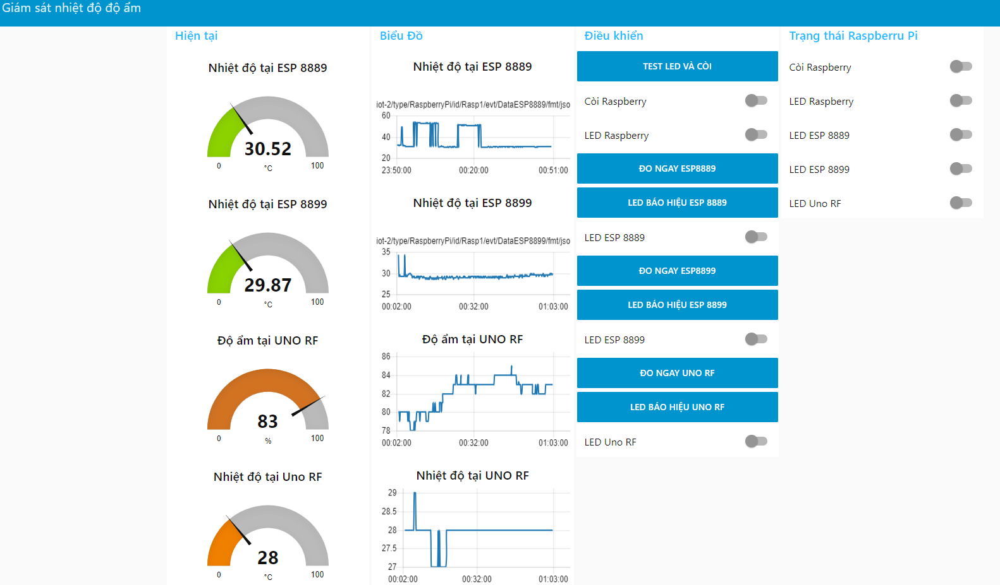 Giám sát nhiệt độ độ ẩm
Hiện tại
Nhiệt độ tại ESP 8889
30.52
0
°C
100
Nhiệt độ tại ESP 8899
29.87
0
°C
100
Độ ẩm tại UNO RF
83
0
%
100
Nhiệt độ tại Uno RF
28
0
°C
100
Biểu Đồ
Nhiệt độ tại ESP 8889
iot-2/type/RaspberryPi/id/Rasp1/evt/DataESP8889/fmt/jso
60
40
20
23:50:00 00:20:00 00:51:00
Nhiệt độ tại ESP 8899
iot-2/type/RaspberryPi/id/Rasp1/evt/DataESP8899/fmt/jso
35
30
25
00:02:00 00:32:00 01:03:00
Độ ẩm tại UNO RF
86
84
82
80
78
00:02:00 00:32:00 01:03:00
Nhiệt độ tại UNO RF
29
28.5
28
27.5
27
00:02:00 00:32:00 01:03:00
Điều khiển
TEST LED VÀ CÒI
Còi Raspberry
LED Raspberry
ĐO NGAY ESP8889
LED BÁO HIỆU ESP 8889
LED ESP 8889
ĐO NGAY ESP8899
LED BÁO HIỆU ESP 8899
LED ESP 8899
ĐO NGAY UNO RF
LED BÁO HIỆU UNO RF
LED Uno RF
Trạng thái Raspberru Pi
Còi Raspberry
LED Raspberry
LED ESP 8889
LED ESP 8899
LED Uno RF